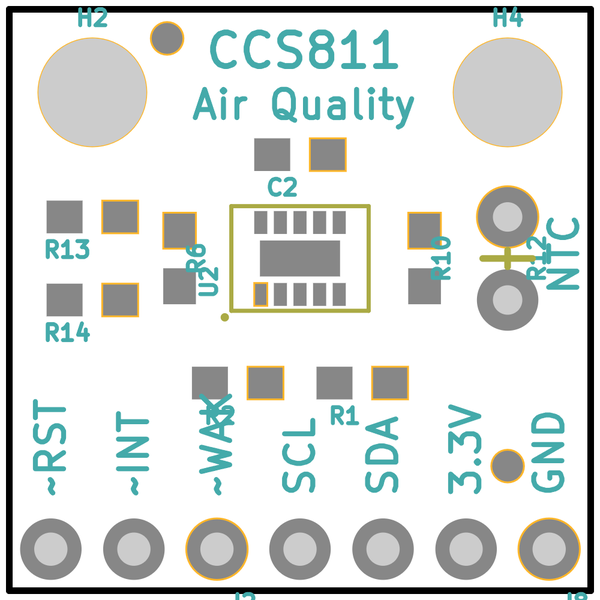 H2
H4
CCS811
Air Quality
C2
R13
R6
U2
R10
R12
NTC
R14
R2
R1
~RST
~INT
~WAK
SCL
SDA
3.3V
GND